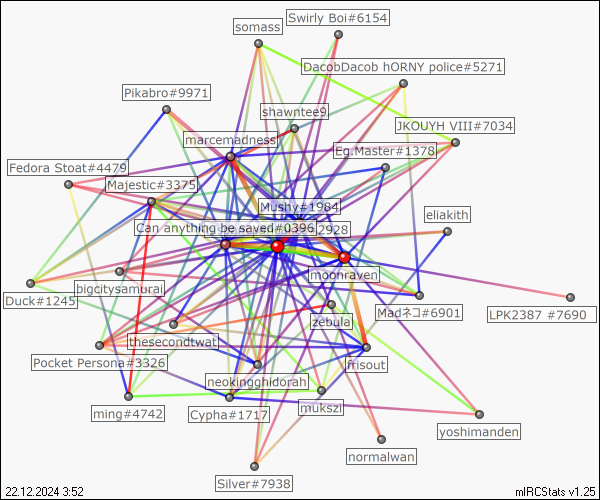 Swirly Boi#6154
somass
DacobDacob hORNY police#5271
Pikabro#9971
shawntee9
JKOUYH VIII#7034
marcemadness
Eg.Master#1378
Fedora Stoat#4479
Majestic#3375
Mushy#1984
eliakith
Can anything be saved#0396
2928
moonraven
bigcitysamurai
Duck#1245
Madネコ#6901
LPK2387 #7690
zebula
thesecondtwat
Pocket Persona#3326
frisout
neokingghidorah
ming#4742
Cypha#1717
mukszi
yoshimanden
normalwan
Silver#7938
22.12.2024 3:52
mIRCStats v1.25